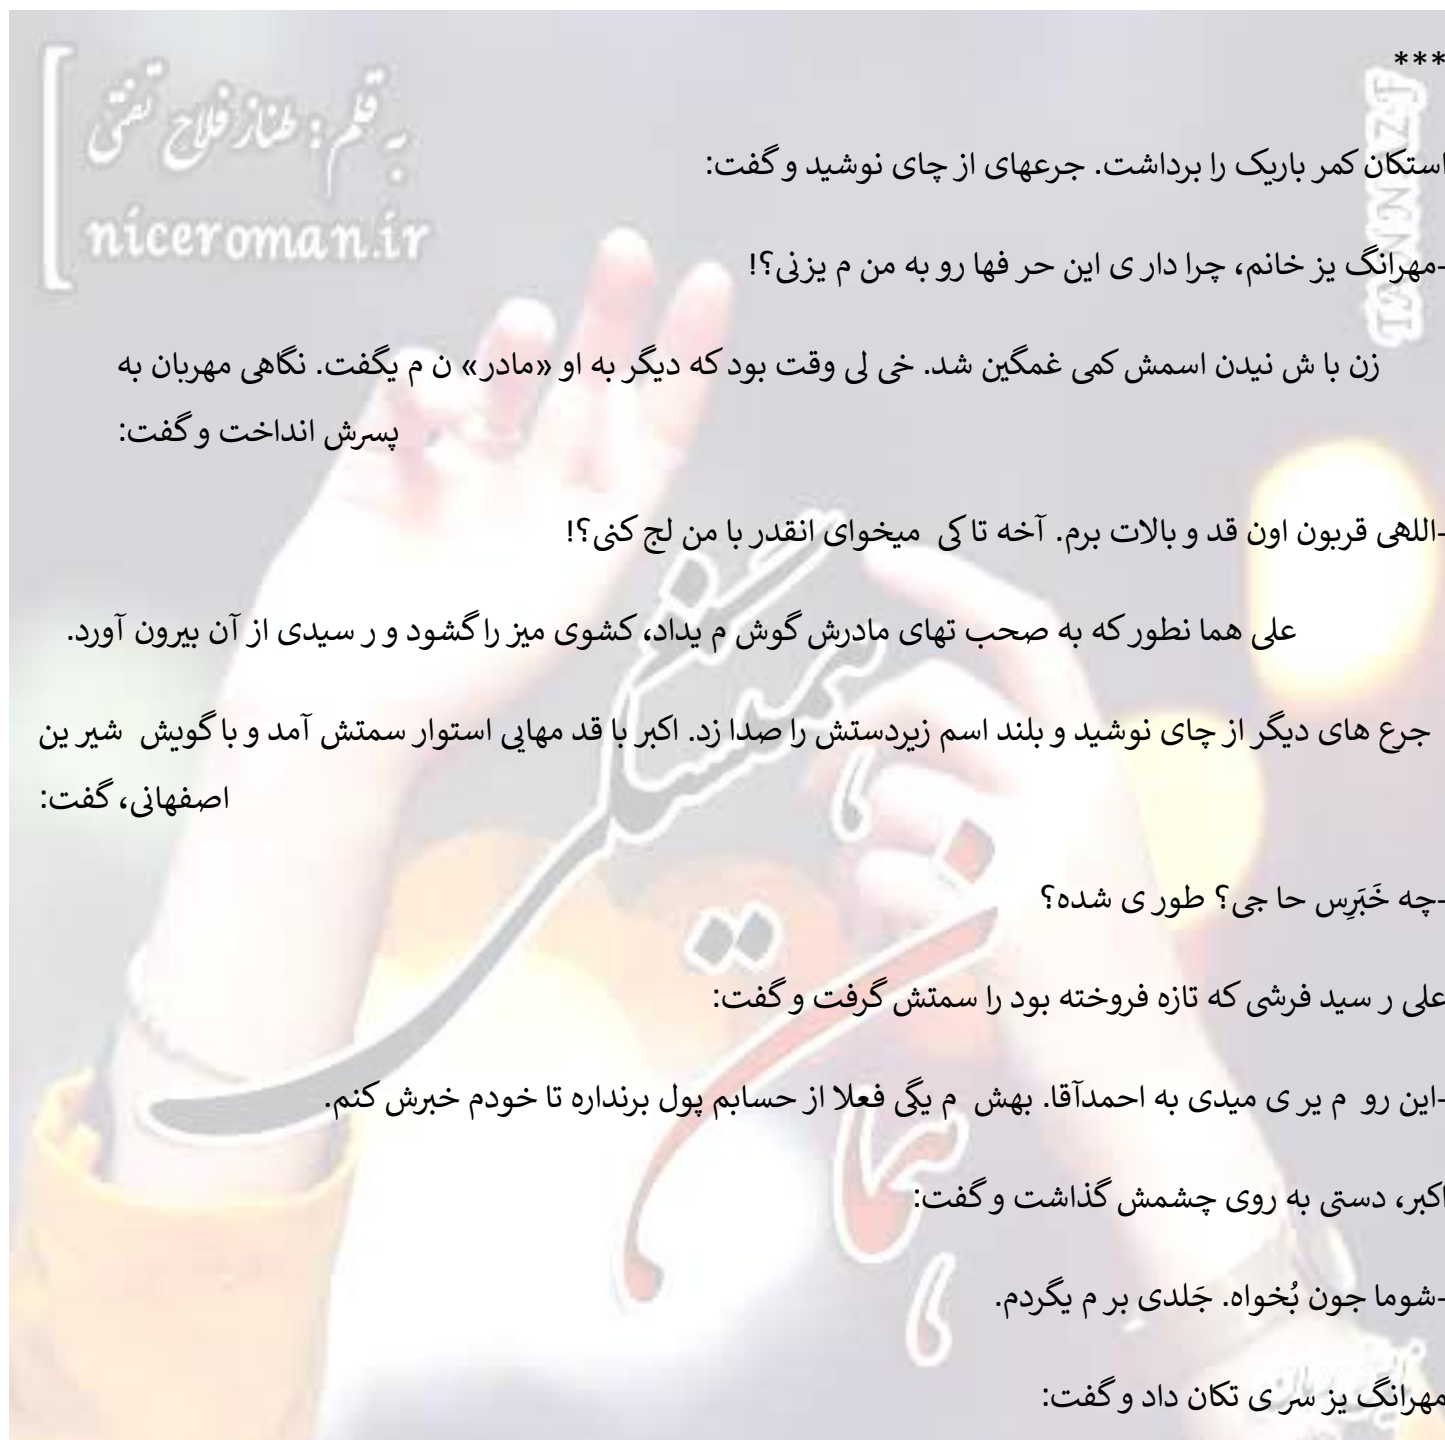 ***
به قلم: طناز فلاح تفتی
niceroman.ir
TANNAZ.F
استکان کمر باریک را برداشت. جرعهای از چای نوشید و گفت:
-مهرانگ یز خانم، چرا دار ی این حر فها رو به من م یزنی؟!
زن با ش نیدن اسمش کمی غمگین شد. خی لی وقت بود که دیگر به او «مادر» ن م یگفت. نگاهی مهربان به
پسرش انداخت و گفت:
-اللهی قربون اون قد و بالات برم. آخه تا کی  میخوای انقدر با من لج کنی؟!
علی هما نطور که به صحب تهای مادرش گوش م یداد، کشوی میز را گشود و ر سیدی از آن بیرون آورد.
جرع های دیگر از چای نوشید و بلند اسم زیردستش را صدا زد. اکبر با قد مهایی استوار سمتش آمد و با گویش  شیر ین
اصفهانی، گفت:
-چه خَبَرِس حا جی؟ طور ی شده؟
علی ر سید فرشی که تازه فروخته بود را سمتش گرفت و گفت:
-این رو  م یر ی میدی به احمدآقا. بهش  م یگی فعلا از حسابم پول برنداره تا خودم خبرش کنم.
اکبر، دستی به روی چشمش گذاشت و گفت:
-شوما جون بُخواه. جَلدی بر م یگردم.
مهرانگ یز سر ی تکان داد و گفت: